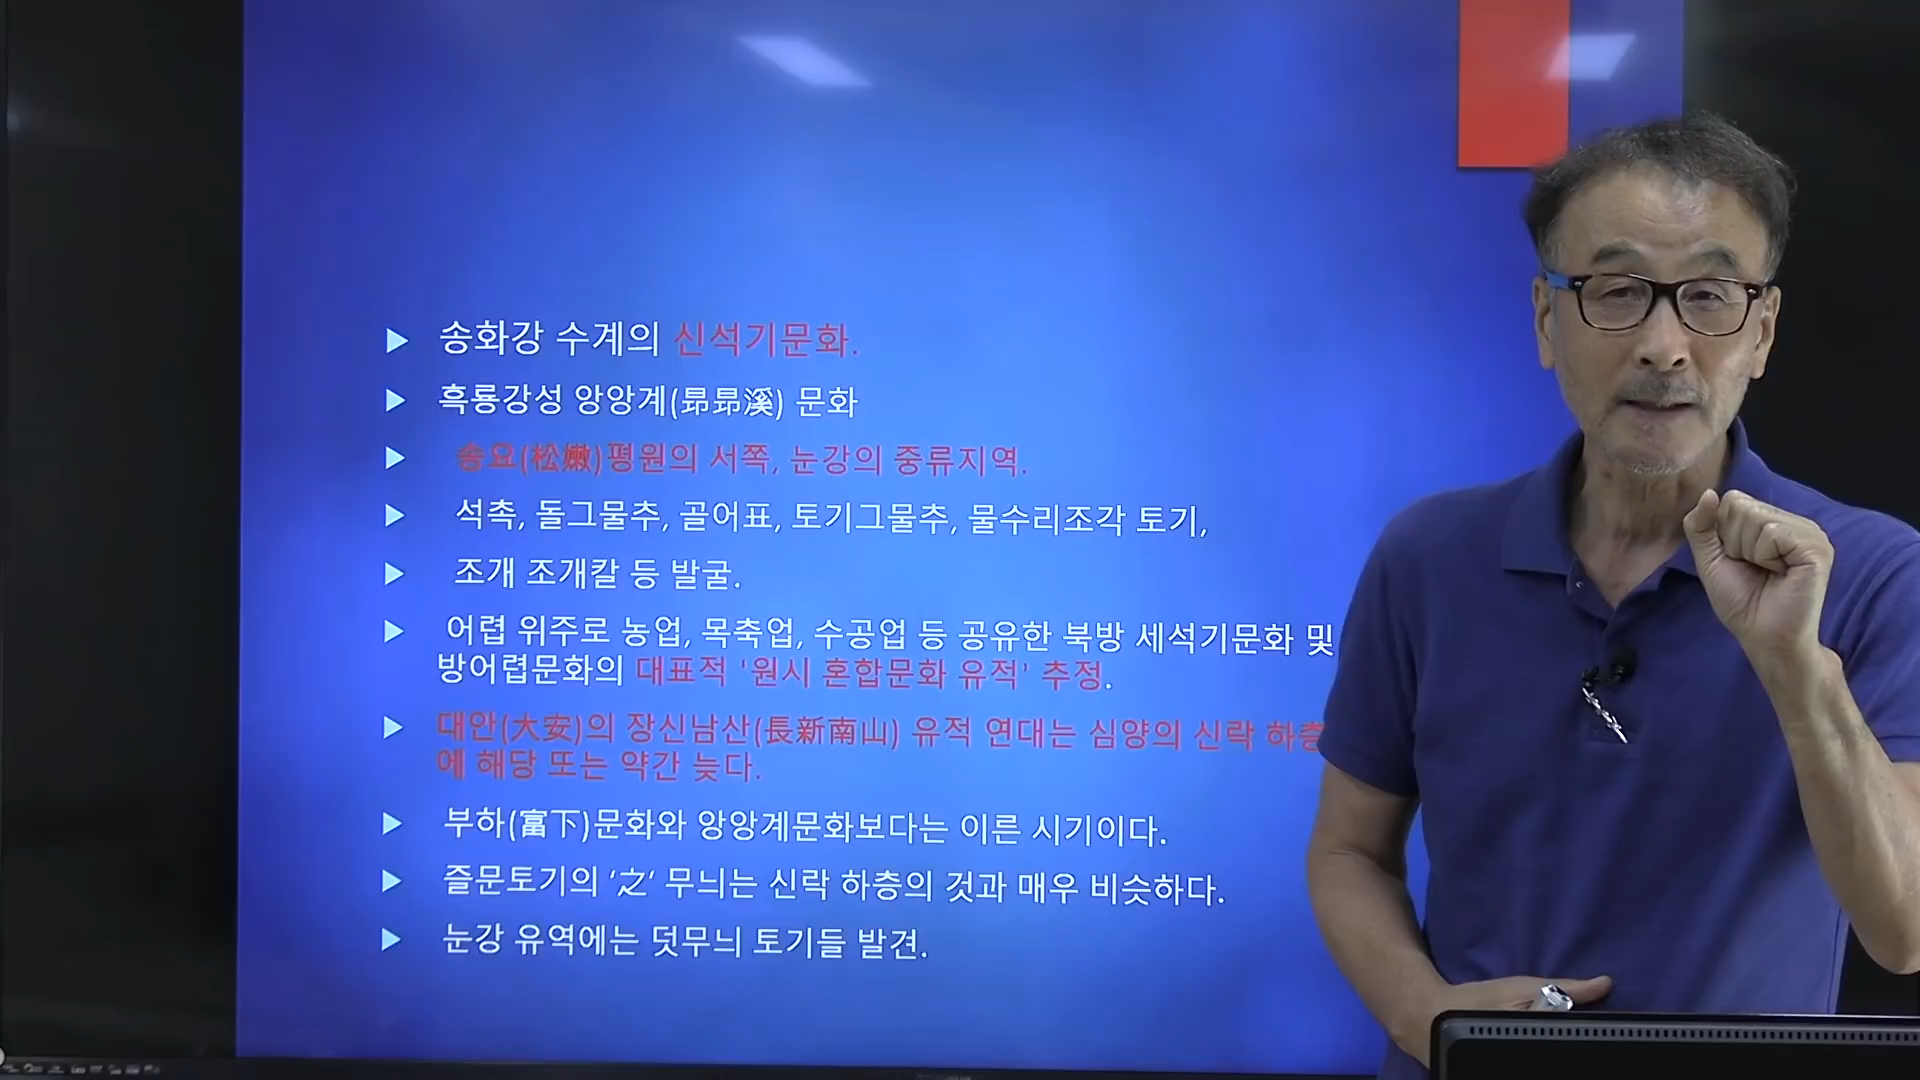 송화강 수계의 신석기문화.
흑룡강성 앙앙계(昻昻溪) 문화
송요(松嫩)평원의 서쪽, 눈강의 중류지역.
석촉, 돌그물추, 골어표, 토기그물추, 물수리조각 토기,
조개 조개칼 등 발굴.
어렵 위주로 농업, 목축업, 수공업 등 공유한 북방 세석기문화 및
방어렵문화의 대표적 '원시 혼합문화 유적' 추정.
대안(大安)의 장신남산(長新南山) 유적 연대는 심양의 신락 하층
에 해당 또는 약간 늦다.
부하(富下)문화와 앙앙계문화보다는 이른 시기이다.
즐문토기의 '之' 무늬는 신락 하층의 것과 매우 비슷하다.
눈강 유역에는 덧무늬 토기들 발견.